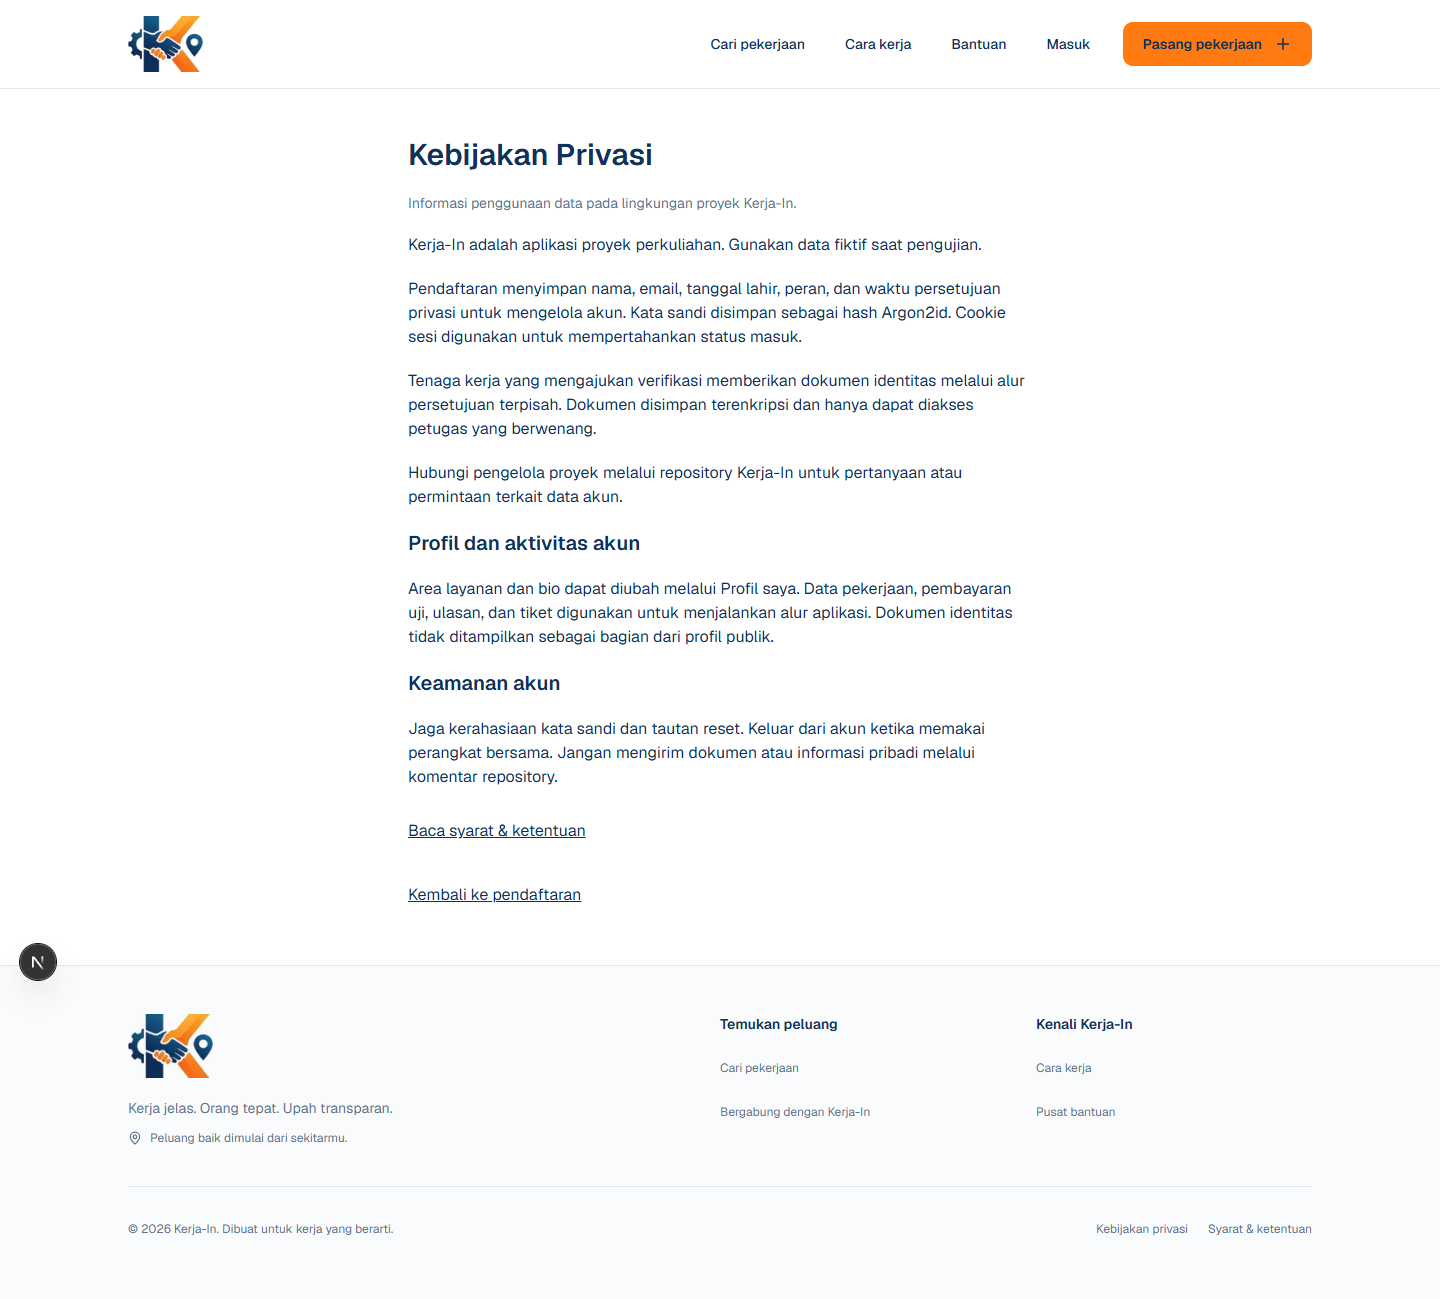 Cari pekerjaan
Cara kerja
Bantuan
Masuk
Pasang pekerjaan
Kebijakan Privasi
Informasi penggunaan data pada lingkungan proyek Kerja-In.
Kerja-In adalah aplikasi proyek perkuliahan. Gunakan data fiktif saat pengujian.
Pendaftaran menyimpan nama, email, tanggal lahir, peran, dan waktu persetujuan
privasi untuk mengelola akun. Kata sandi disimpan sebagai hash Argon2id. Cookie
sesi digunakan untuk mempertahankan status masuk.
Tenaga kerja yang mengajukan verifikasi memberikan dokumen identitas melalui alur
persetujuan terpisah. Dokumen disimpan terenkripsi dan hanya dapat diakses
petugas yang berwenang.
Hubungi pengelola proyek melalui repository Kerja-In untuk pertanyaan atau
permintaan terkait data akun.
Profil dan aktivitas akun
Area layanan dan bio dapat diubah melalui Profil saya. Data pekerjaan, pembayaran
uji, ulasan, dan tiket digunakan untuk menjalankan alur aplikasi. Dokumen identitas
tidak ditampilkan sebagai bagian dari profil publik.
Keamanan akun
Jaga kerahasiaan kata sandi dan tautan reset. Keluar dari akun ketika memakai
perangkat bersama. Jangan mengirim dokumen atau informasi pribadi melalui
komentar repository.
Baca syarat & ketentuan
Kembali ke pendaftaran
N
Kerja jelas. Orang tepat. Upah transparan.
Peluang baik dimulai dari sekitarmu.
Temukan peluang
Cari pekerjaan
Bergabung dengan Kerja-In
Kenali Kerja-In
Cara kerja
Pusat bantuan
© 2026 Kerja-In. Dibuat untuk kerja yang berarti.
Kebijakan privasi
Syarat & ketentuan